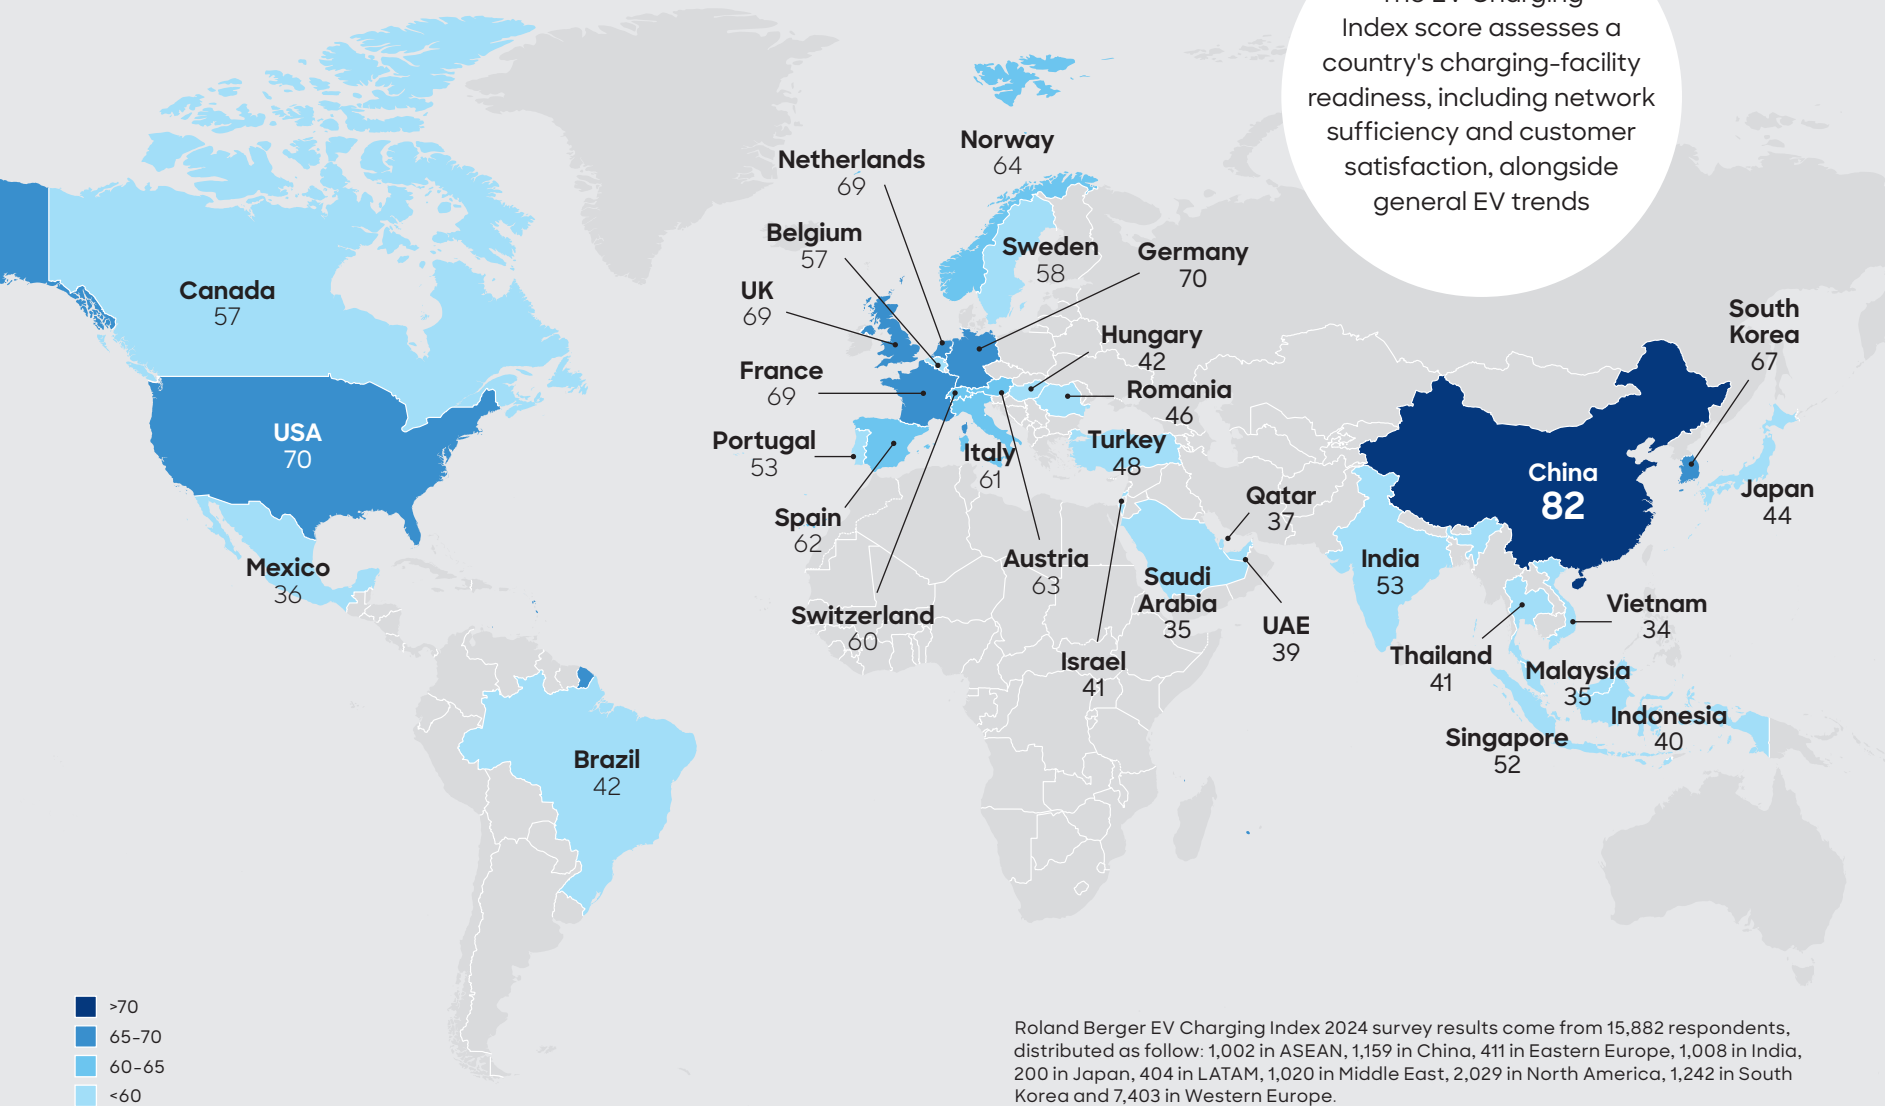 The EV Charging
Index score assesses a
country's charging-facility
readiness, including network
sufficiency and customer
satisfaction, alongside
general EV trends
Norway
64
Netherlands
69
Belgium
57
Sweden
58
Germany
70
UK
69
Canada
57
South
Korea
67
Hungary
42
France
69
Romania
46
USA
70
Portugal
53
Italy
61
Turkey
48
China
82
Japan
44
Qatar
37
Spain
62
Mexico
36
Austria
63
India
53
Saudi
Arabia
35
Switzerland
60
UAE
39
Vietnam
34
Israel
41
Thailand
41
Malaysia
35
Indonesia
40
Singapore
52
Brazil
42
>70
65-70
60-65
<60
Roland Berger EV Charging Index 2024 survey results come from 15,882 respondents,
distributed as follow: 1,002 in ASEAN, 1,159 in China, 411 in Eastern Europe, 1,008 in India,
200 in Japan, 404 in LATAM, 1,020 in Middle East, 2,029 in North America, 1,242 in South
Korea and 7,403 in Western Europe.